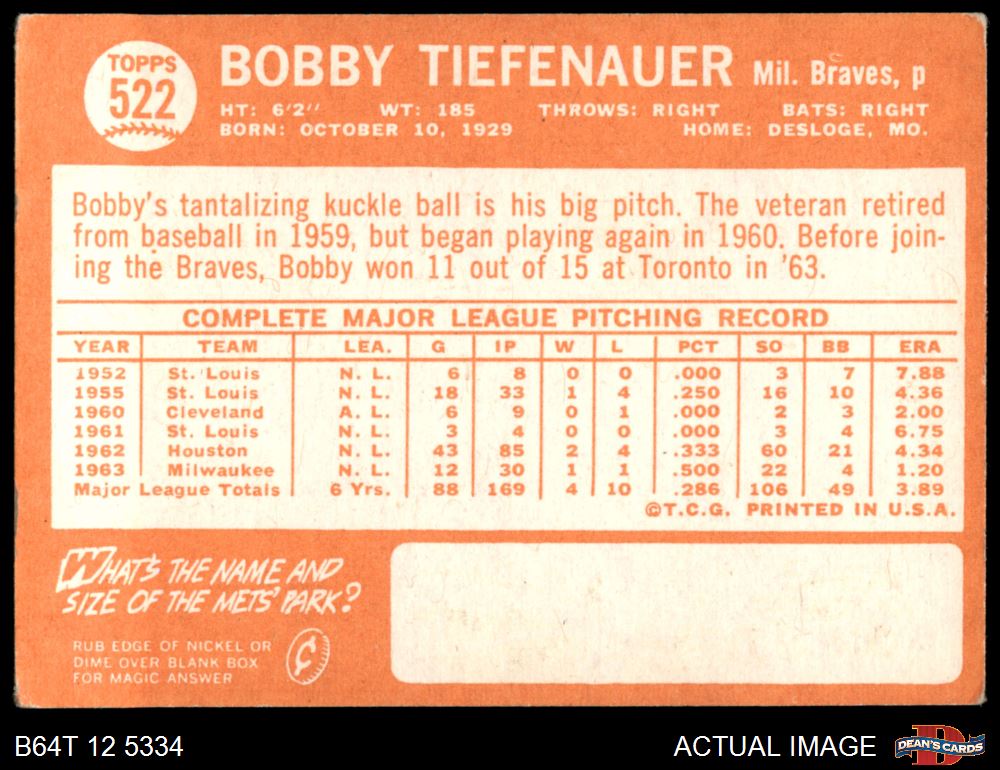 TOPPS
522
BOBBY TIEFENAUER Mil. Braves, p
HT: 6'2" WT: 185 THROWS: RIGHT BATS: RIGHT
BORN: OCTOBER 10, 1929 HOME: DESLOGE, MO.
Bobby's tantalizing kuckle ball is his big pitch. The veteran retired
from baseball in 1959, but began playing again in 1960. Before join-
ing the Braves, Bobby won 11 out of 15 at Toronto in '63.
COMPLETE MAJOR LEAGUE PITCHING RECORD
YEAR TEAM LEA. G IP W L PCT SO BB ERA
1952 St. Louis N. L. 6 8 0 0 .000 3 7 7.88
1955 St. Louis N. L. 18 33 1 4 .250 16 10 4.36
1960 Cleveland A. L. 6 9 0 1 .000 2 3 2.00
1961 St. Louis N. L. 3 4 0 0 .000 3 4 6.75
1962 Houston N. L. 43 85 2 4 .333 60 21 4.34
1963 Milwaukee N. L. 12 30 1 1 .500 22 4 1.20
Major League Totals 6 Yrs. 88 169 4 10 .286 106 49 3.89
©T.C.G. PRINTED IN U.S.A.
WHAT'S THE NAME AND
SIZE OF THE METS' PARK?
RUB EDGE OF NICKEL OR
DIME OVER BLANK BOX
FOR MAGIC ANSWER
¢
B64T 12 5334
ACTUAL IMAGE
D
DEAN'S CARDS